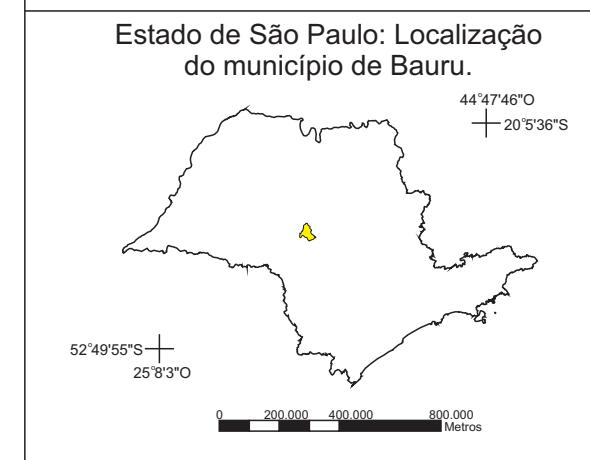 Estado de São Paulo: Localização
do município de Bauru.
44°47'46"O
20°5'36"S
52°49'55"S
25°8'3"O
0 200.000 400.000 800.000
Metros